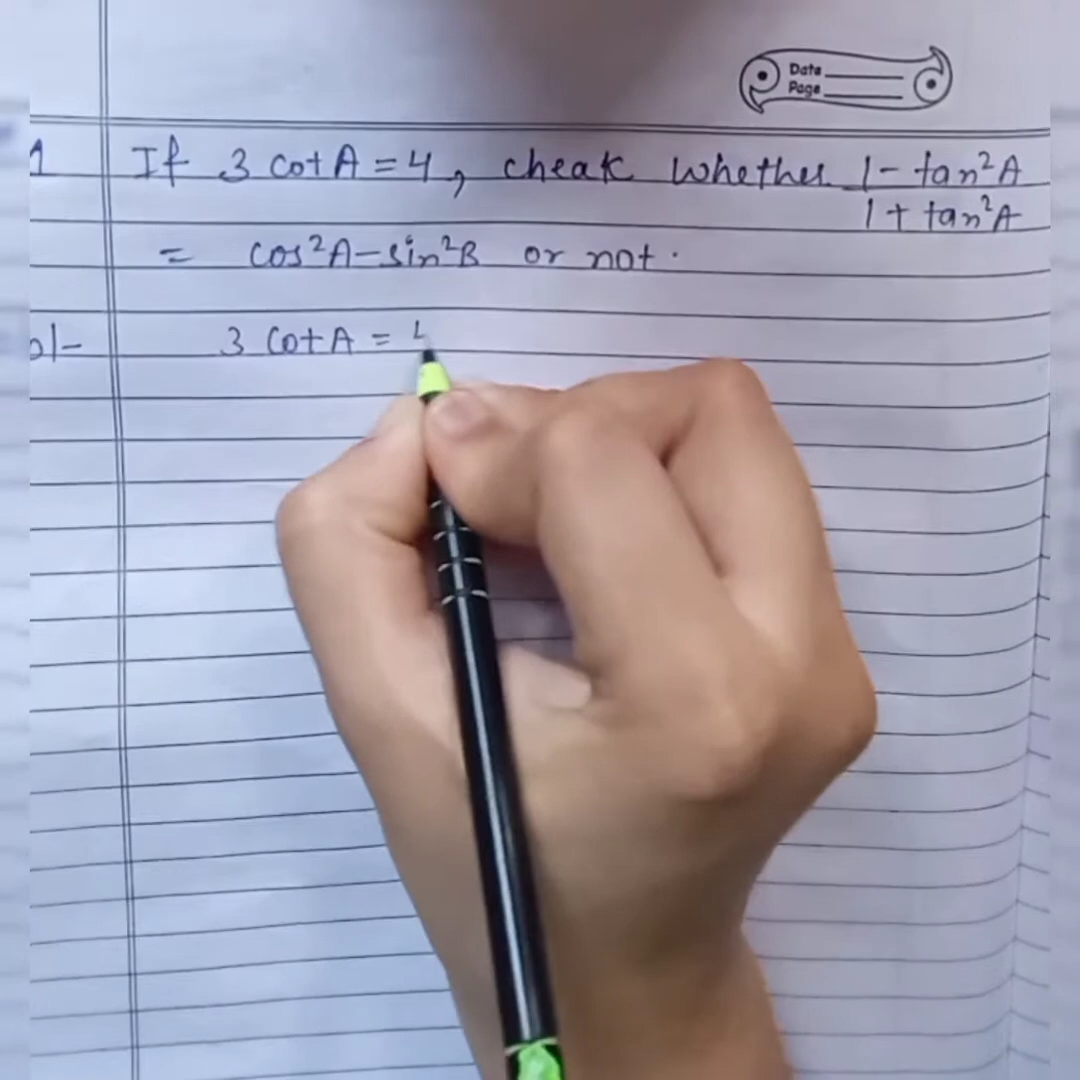 Date
Page
1 If 3 cot A = 4, cheak whether 1 - tan²A
1 + tan²A
= cos²A - sin²B or not.
ol- 3 cot A = 4